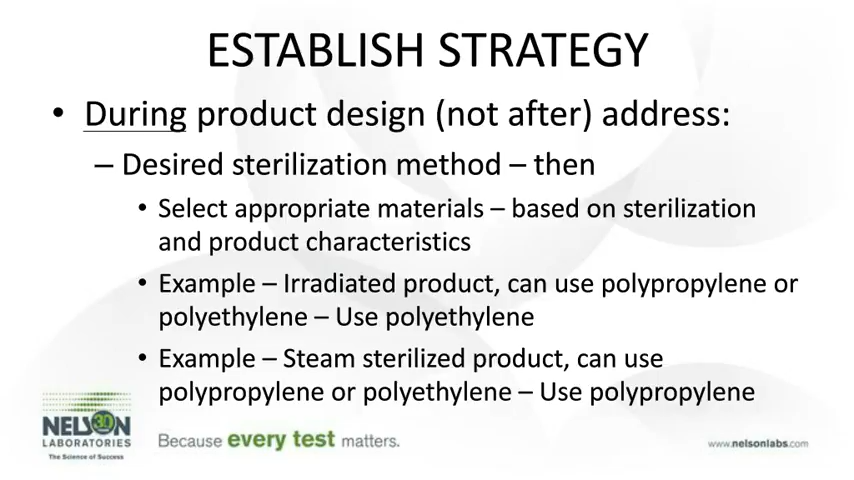 ESTABLISH STRATEGY
• During product design (not after) address:
– Desired sterilization method – then
• Select appropriate materials – based on sterilization
and product characteristics
• Example – Irradiated product, can use polypropylene or
polyethylene – Use polyethylene
• Example – Steam sterilized product, can use
polypropylene or polyethylene – Use polypropylene
NELSON
30
LABORATORIES
The Science of Success
Because every test matters.
www.nelsonlabs.com